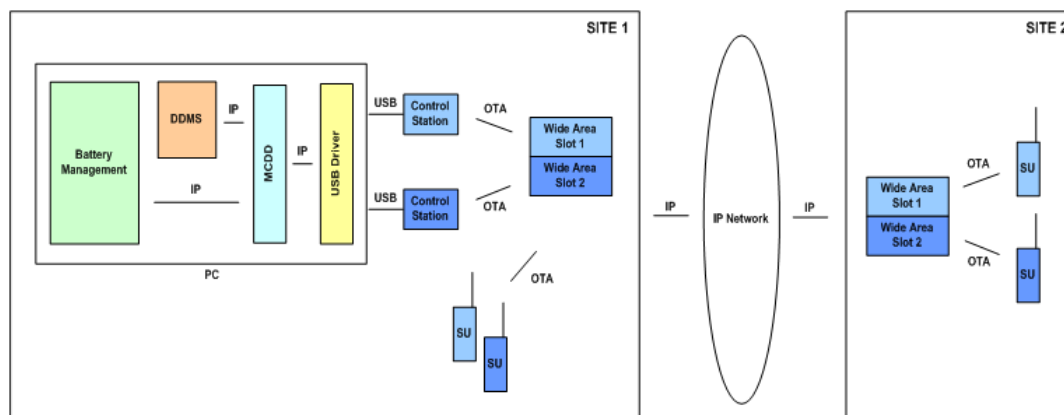 SITE 1
SITE 2
Battery
Management
DDMS
IP
IP
MCDD
IP
USB Driver
PC
USB
USB
Control
Station
Control
Station
OTA
OTA
Wide Area
Slot 1
Wide Area
Slot 2
OTA
SU
SU
IP
IP Network
IP
Wide Area
Slot 1
Wide Area
Slot 2
OTA
OTA
SU
SU